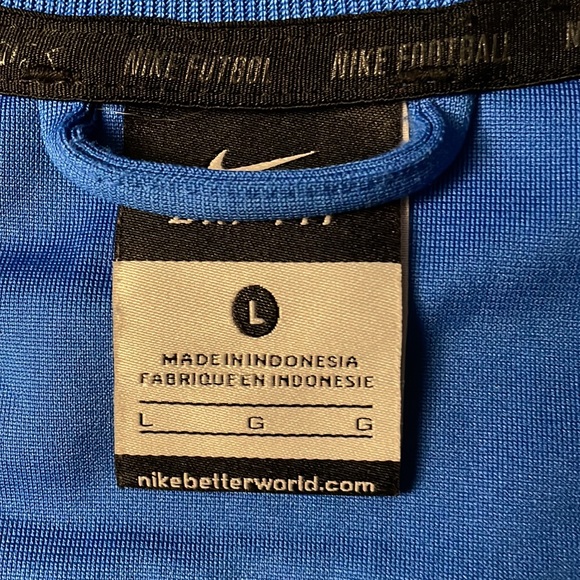 NIKE FUTBOL NIKE FOOTBALL
L
MADE IN INDONESIA
FABRIQUE EN INDONESIE
L G G
nikebetterworld.com